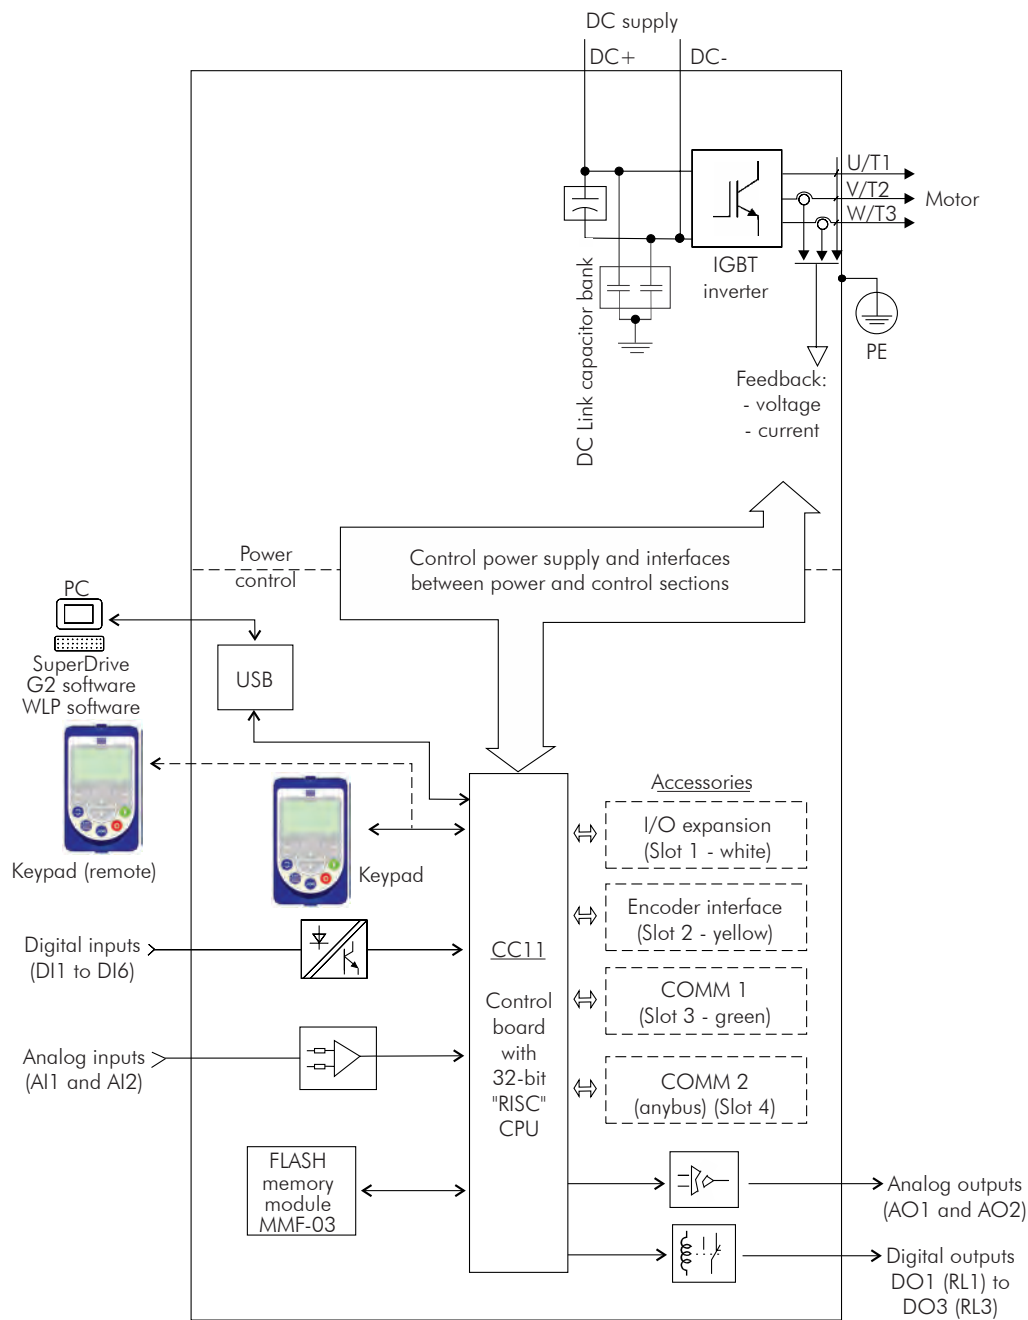 DC supply
DC+
DC-
U/T1
V/T2
W/T3
Motor
IGBT
inverter
PE
DC Link capacitor bank
Feedback:
- voltage
- current
Power
control
Control power supply and interfaces
between power and control sections
PC
SuperDrive
G2 software
WLP software
USB
Keypad (remote)
Keypad
Accessories
I/O expansion
(Slot 1 - white)
Encoder interface
(Slot 2 - yellow)
COMM 1
(Slot 3 - green)
COMM 2
(anybus) (Slot 4)
Digital inputs
(DI1 to DI6)
Analog inputs
(AI1 and AI2)
CC11
Control
board
with
32-bit
"RISC"
CPU
FLASH
memory
module
MMF-03
Analog outputs
(AO1 and AO2)
Digital outputs
DO1 (RL1) to
DO3 (RL3)